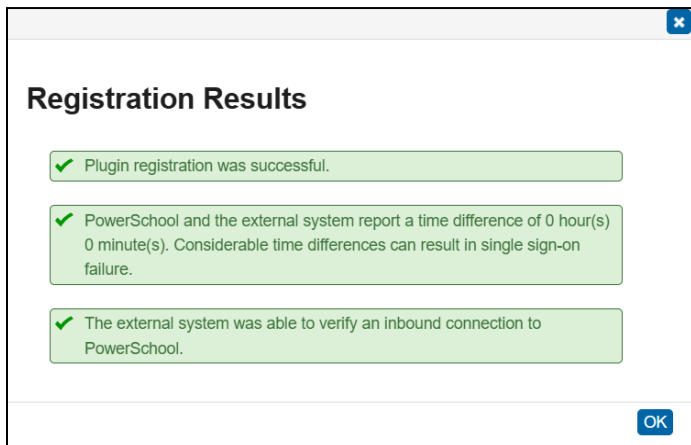 Registration Results
Plugin registration was successful.
PowerSchool and the external system report a time difference of 0 hour(s)
0 minute(s). Considerable time differences can result in single sign-on
failure.
The external system was able to verify an inbound connection to
PowerSchool.
OK